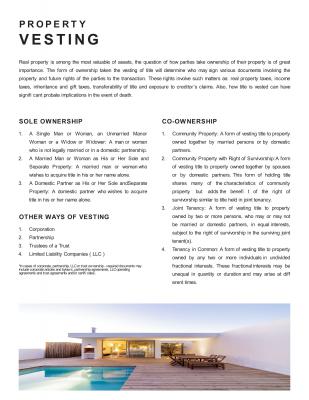 PROPERTY
VESTING
Real property is among the most valuable of assets, the question of how parties take ownership of their property is of great
importance. The form of ownership taken the vesting of title will determine who may sign various documents involving the
property and future rights of the parties to the transaction. These rights involve such matters as: real property taxes, income
taxes, inheritance and gift taxes, transferability of title and exposure to creditor's claims. Also, how title is vested can have
signifi cant probate implications in the event of death.
SOLE OWNERSHIP
1. A Single Man or Woman, an Unmarried Man or
Woman or a Widow or Widower: A man or woman
who is not legally married or in a domestic partnership.
2. A Married Man or Woman as His or Her Sole and
Separate Property: A married man or woman who
wishes to acquire title in his or her name alone.
3. A Domestic Partner as His or Her Sole andSeparate
Property: A domestic partner who wishes to acquire
title in his or her name alone.
OTHER WAYS OF VESTING
1. Corporation
2. Partnership
3. Trustees of a Trust
4. Limited Liability Companies ( LLC )
*In cases of corporate, partnership, LLC or trust ownership - required documents may
include corporate articles and bylaws, partnership agreements, LLC operating
agreements and trust agreements and/or certificates.
CO-OWNERSHIP
1. Community Property: A form of vesting title to property
owned together by married persons or by domestic
partners.
2. Community Property with Right of Survivorship: A form
of vesting title to property owned together by spouses
or by domestic partners. This form of holding title
shares many of the characteristics of community
property but adds the benefi t of the right of
survivorship similar to title held in joint tenancy.
3. Joint Tenancy: A form of vesting title to property
owned by two or more persons, who may or may not
be married or domestic partners, in equal interests,
subject to the right of survivorship in the surviving joint
tenant(s).
4. Tenancy in Common: A form of vesting title to property
owned by any two or more individuals in undivided
fractional interests. These fractional interests may be
unequal in quantity or duration and may arise at diff
erent times.